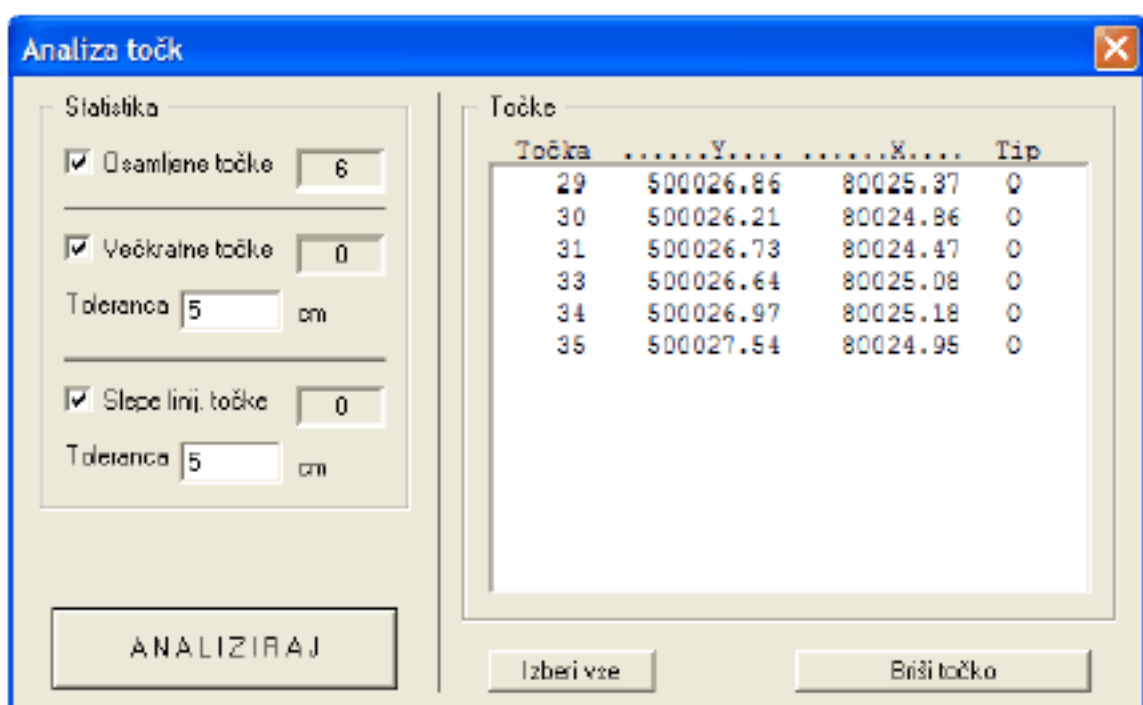 Analiza točk
Statistika
Osamljene točke 6
Večkratne točke 0
Toleranca 5 cm
Slepe linij. točke 0
Toleranca 5 cm
ANALIZIRAJ
Točke
Točka ......Y.... ......X.... Tip
29 500026.86 80025.37 O
30 500026.21 80024.86 O
31 500026.73 80024.47 O
33 500026.64 80025.08 O
34 500026.97 80025.18 O
35 500027.54 80024.95 O
Izberi vse
Briši točko